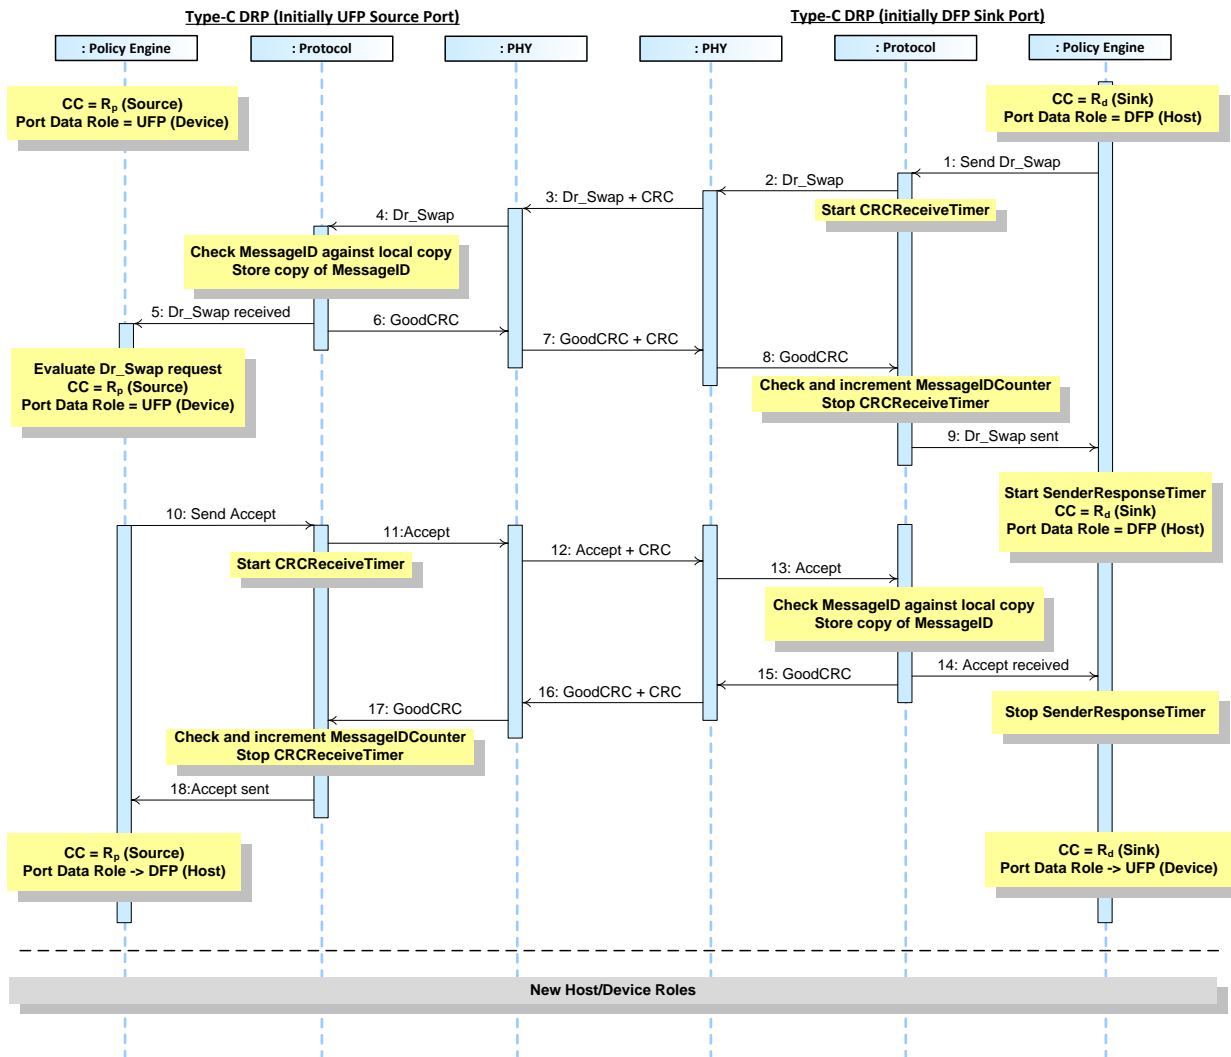 Type-C DRP (Initially UFP Source Port)
Type-C DRP (initially DFP Sink Port)
: Policy Engine
: Protocol
: PHY
: PHY
: Protocol
: Policy Engine
CC = Rp (Source)
Port Data Role = UFP (Device)
CC = Rd (Sink)
Port Data Role = DFP (Host)
1: Send Dr_Swap
2: Dr_Swap
Start CRCReceiveTimer
3: Dr_Swap + CRC
4: Dr_Swap
Check MessageID against local copy
Store copy of MessageID
5: Dr_Swap received
6: GoodCRC
7: GoodCRC + CRC
8: GoodCRC
Evaluate Dr_Swap request
CC = Rp (Source)
Port Data Role = UFP (Device)
Check and increment MessageIDCounter
Stop CRCReceiveTimer
9: Dr_Swap sent
Start SenderResponseTimer
CC = Rd (Sink)
Port Data Role = DFP (Host)
10: Send Accept
11:Accept
Start CRCReceiveTimer
12: Accept + CRC
13: Accept
Check MessageID against local copy
Store copy of MessageID
14: Accept received
15: GoodCRC
16: GoodCRC + CRC
17: GoodCRC
Stop SenderResponseTimer
Check and increment MessageIDCounter
Stop CRCReceiveTimer
18:Accept sent
CC = Rp (Source)
Port Data Role -> DFP (Host)
CC = Rd (Sink)
Port Data Role -> UFP (Device)
New Host/Device Roles